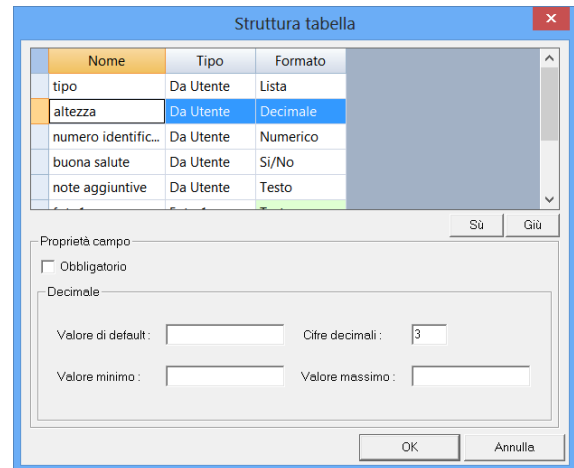 Struttura tabella
Nome Tipo Formato
tipo Da Utente Lista
altezza Da Utente Decimale
numero identific... Da Utente Numerico
buona salute Da Utente Si/No
note aggiuntive Da Utente Testo
Sù Giù
Proprietà campo
Obbligatorio
Decimale
Valore di default : Cifre decimali : 3
Valore minimo : Valore massimo :
OK Annulla